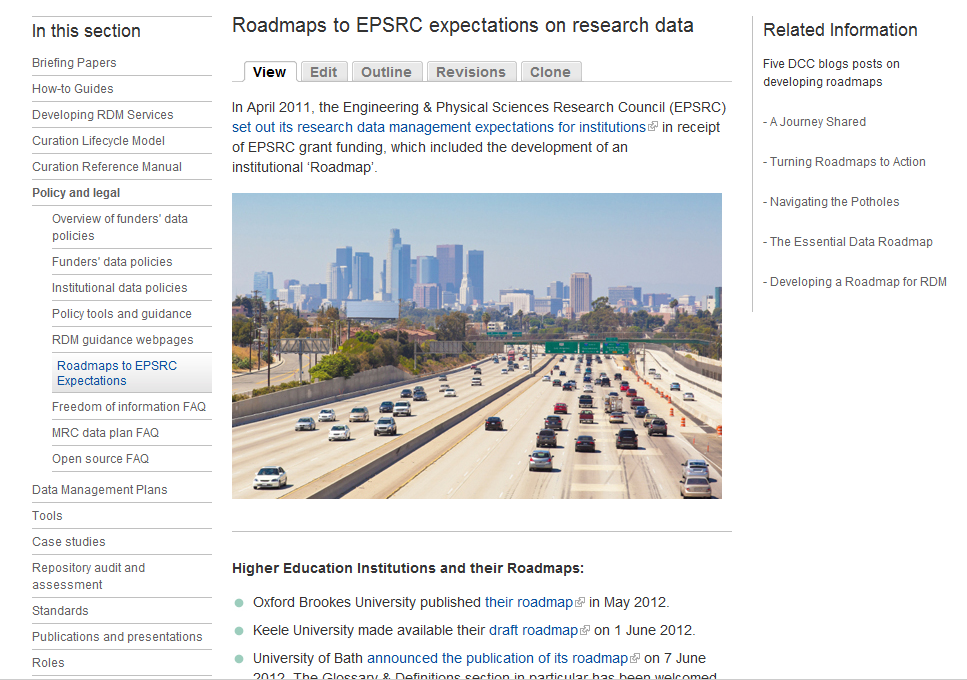 In this section
Briefing Papers
How-to Guides
Developing RDM Services
Curation Lifecycle Model
Curation Reference Manual
Policy and legal
Overview of funders' data
policies
Funders' data policies
Institutional data policies
Policy tools and guidance
RDM guidance webpages
Roadmaps to EPSRC
Expectations
Freedom of information FAQ
MRC data plan FAQ
Open source FAQ
Data Management Plans
Tools
Case studies
Repository audit and
assessment
Standards
Publications and presentations
Roles
Roadmaps to EPSRC expectations on research data
View Edit Outline Revisions Clone
In April 2011, the Engineering & Physical Sciences Research Council (EPSRC)
set out its research data management expectations for institutions in receipt
of EPSRC grant funding, which included the development of an
institutional ‘Roadmap’.
Higher Education Institutions and their Roadmaps:
Oxford Brookes University published their roadmap in May 2012.
Keele University made available their draft roadmap on 1 June 2012.
University of Bath announced the publication of its roadmap on 7 June
2012. The Glossary & Definitions section in particular has been welcomed
Related Information
Five DCC blogs posts on
developing roadmaps
- A Journey Shared
- Turning Roadmaps to Action
- Navigating the Potholes
- The Essential Data Roadmap
- Developing a Roadmap for RDM